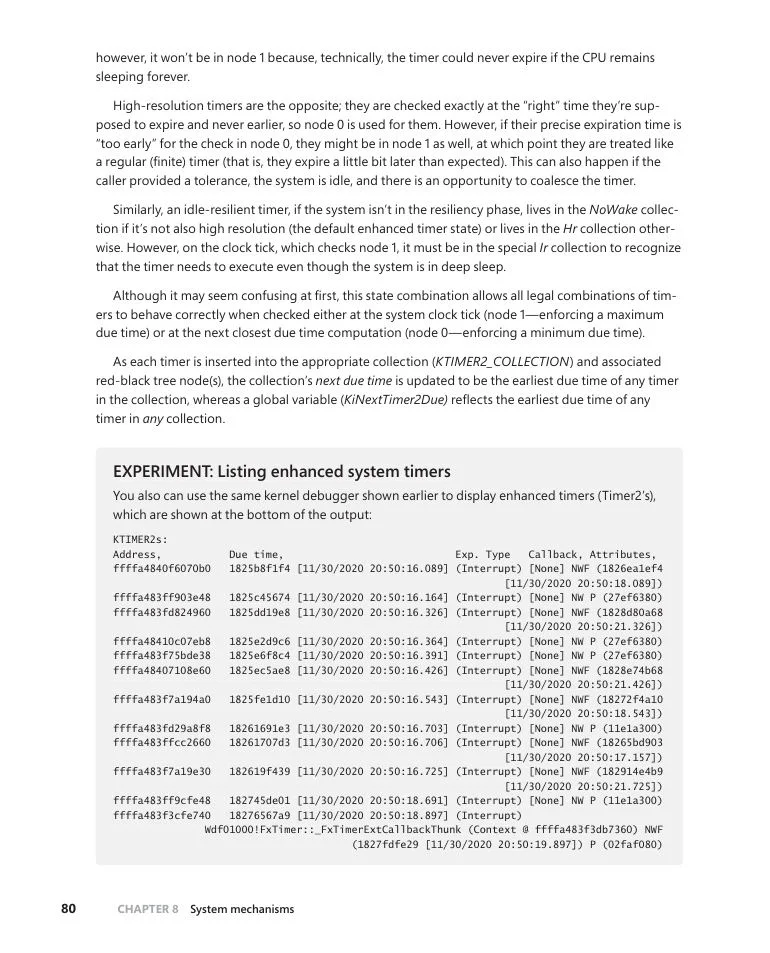 however, it won't be in node 1 because, technically, the timer could never expire if the CPU remains
sleeping forever.
High-resolution timers are the opposite; they are checked exactly at the “right” time they're sup-
posed to expire and never earlier, so node 0 is used for them. However, if their precise expiration time is
“too early” for the check in node 0, they might be in node 1 as well, at which point they are treated like
a regular (finite) timer (that is, they expire a little bit later than expected). This can also happen if the
caller provided a tolerance, the system is idle, and there is an opportunity to coalesce the timer.
Similarly, an idle-resilient timer, if the system isn't in the resiliency phase, lives in the NoWake collec-
tion if it's not also high resolution (the default enhanced timer state) or lives in the Hr collection other-
wise. However, on the clock tick, which checks node 1, it must be in the special Ir collection to recognize
that the timer needs to execute even though the system is in deep sleep.
Although it may seem confusing at first, this state combination allows all legal combinations of tim-
ers to behave correctly when checked either at the system clock tick (node 1—enforcing a maximum
due time) or at the next closest due time computation (node 0—enforcing a minimum due time).
As each timer is inserted into the appropriate collection (KTIMER2_COLLECTION) and associated
red-black tree node(s), the collection's next due time is updated to be the earliest due time of any timer
in the collection, whereas a global variable (KiNextTimer2Due) reflects the earliest due time of any
timer in any collection.
EXPERIMENT: Listing enhanced system timers
You also can use the same kernel debugger shown earlier to display enhanced timers (Timer2's),
which are shown at the bottom of the output:
KTIMER2s:
Address, Due time, Exp. Type Callback, Attributes,
ffffa4840f6070b0 1825b8f1f4 [11/30/2020 20:50:16.089] (Interrupt) [None] NWF (1826ea1ef4
[11/30/2020 20:50:18.089])
ffffa483ff903e48 1825c45674 [11/30/2020 20:50:16.164] (Interrupt) [None] NW P (27ef6380)
ffffa483fd824960 1825dd19e8 [11/30/2020 20:50:16.326] (Interrupt) [None] NWF (1828d80a68
[11/30/2020 20:50:21.326])
ffffa48410c07eb8 1825e2d9c6 [11/30/2020 20:50:16.364] (Interrupt) [None] NW P (27ef6380)
ffffa483f75bde38 1825e6f8c4 [11/30/2020 20:50:16.391] (Interrupt) [None] NW P (27ef6380)
ffffa48407108e60 1825ec5ae8 [11/30/2020 20:50:16.426] (Interrupt) [None] NWF (1828e74b68
[11/30/2020 20:50:21.426])
ffffa483f7a194a0 1825fe1d10 [11/30/2020 20:50:16.543] (Interrupt) [None] NWF (18272f4a10
[11/30/2020 20:50:18.543])
ffffa483fd29a8f8 18261691e3 [11/30/2020 20:50:16.703] (Interrupt) [None] NW P (11e1a300)
ffffa483ffcc2660 18261707d3 [11/30/2020 20:50:16.706] (Interrupt) [None] NWF (18265bd903
[11/30/2020 20:50:17.157])
ffffa483f7a19e30 182619f439 [11/30/2020 20:50:16.725] (Interrupt) [None] NWF (182914e4b9
[11/30/2020 20:50:21.725])
ffffa483ff9cfe48 182745de01 [11/30/2020 20:50:18.691] (Interrupt) [None] NW P (11e1a300)
ffffa483f3cfe740 18276567a9 [11/30/2020 20:50:18.897] (Interrupt)
Wdf01000!FxTimer::_FxTimerExtCallbackThunk (Context @ ffffa483f3db7360) NWF
(1827fdfe29 [11/30/2020 20:50:19.897]) P (02faf080)
80 CHAPTER 8 System mechanisms